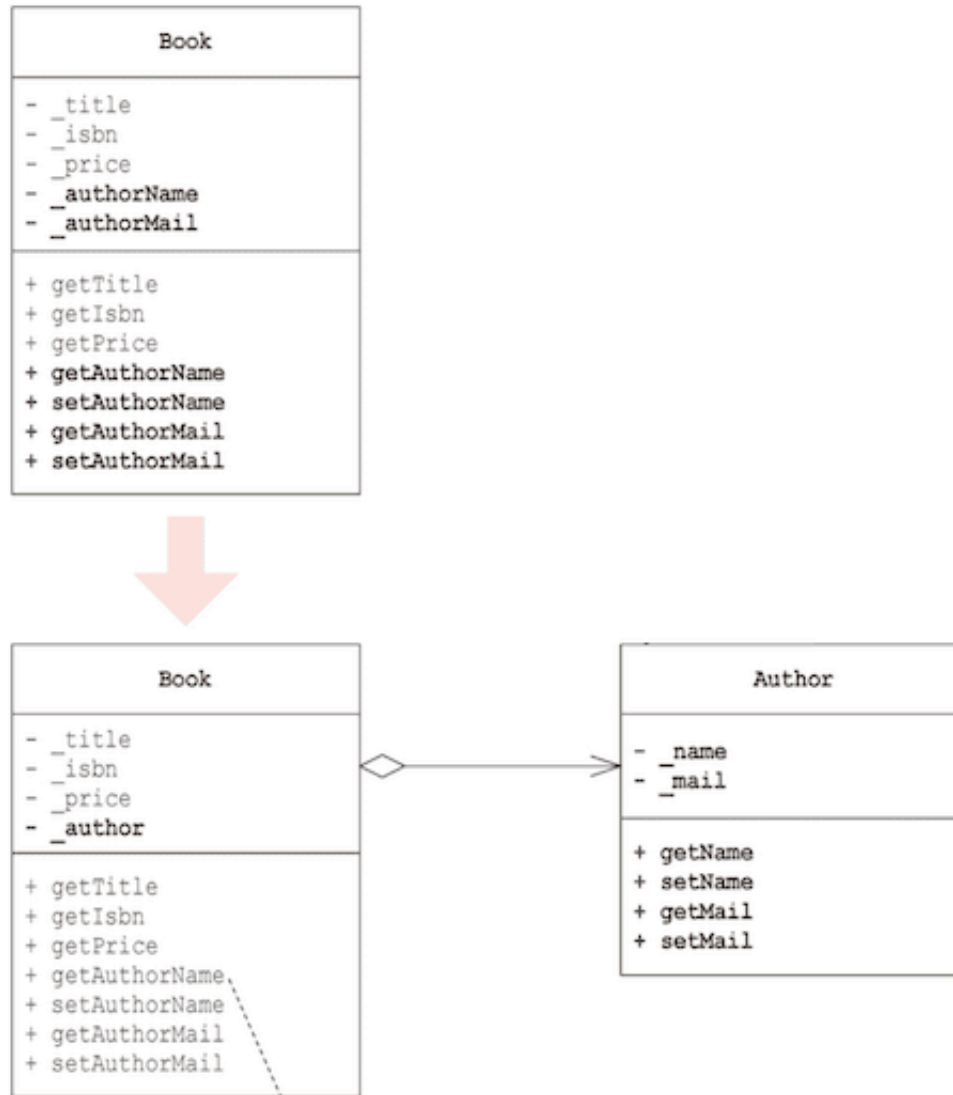 Book
- _title
- _isbn
- _price
- _authorName
- _authorMail
+ getTitle
+ getIsbn
+ getPrice
+ getAuthorName
+ setAuthorName
+ getAuthorMail
+ setAuthorMail
Book
- _title
- _isbn
- _price
- _author
+ getTitle
+ getIsbn
+ getPrice
+ getAuthorName
+ setAuthorName
+ getAuthorMail
+ setAuthorMail
Author
- _name
- _mail
+ getName
+ setName
+ getMail
+ setMail